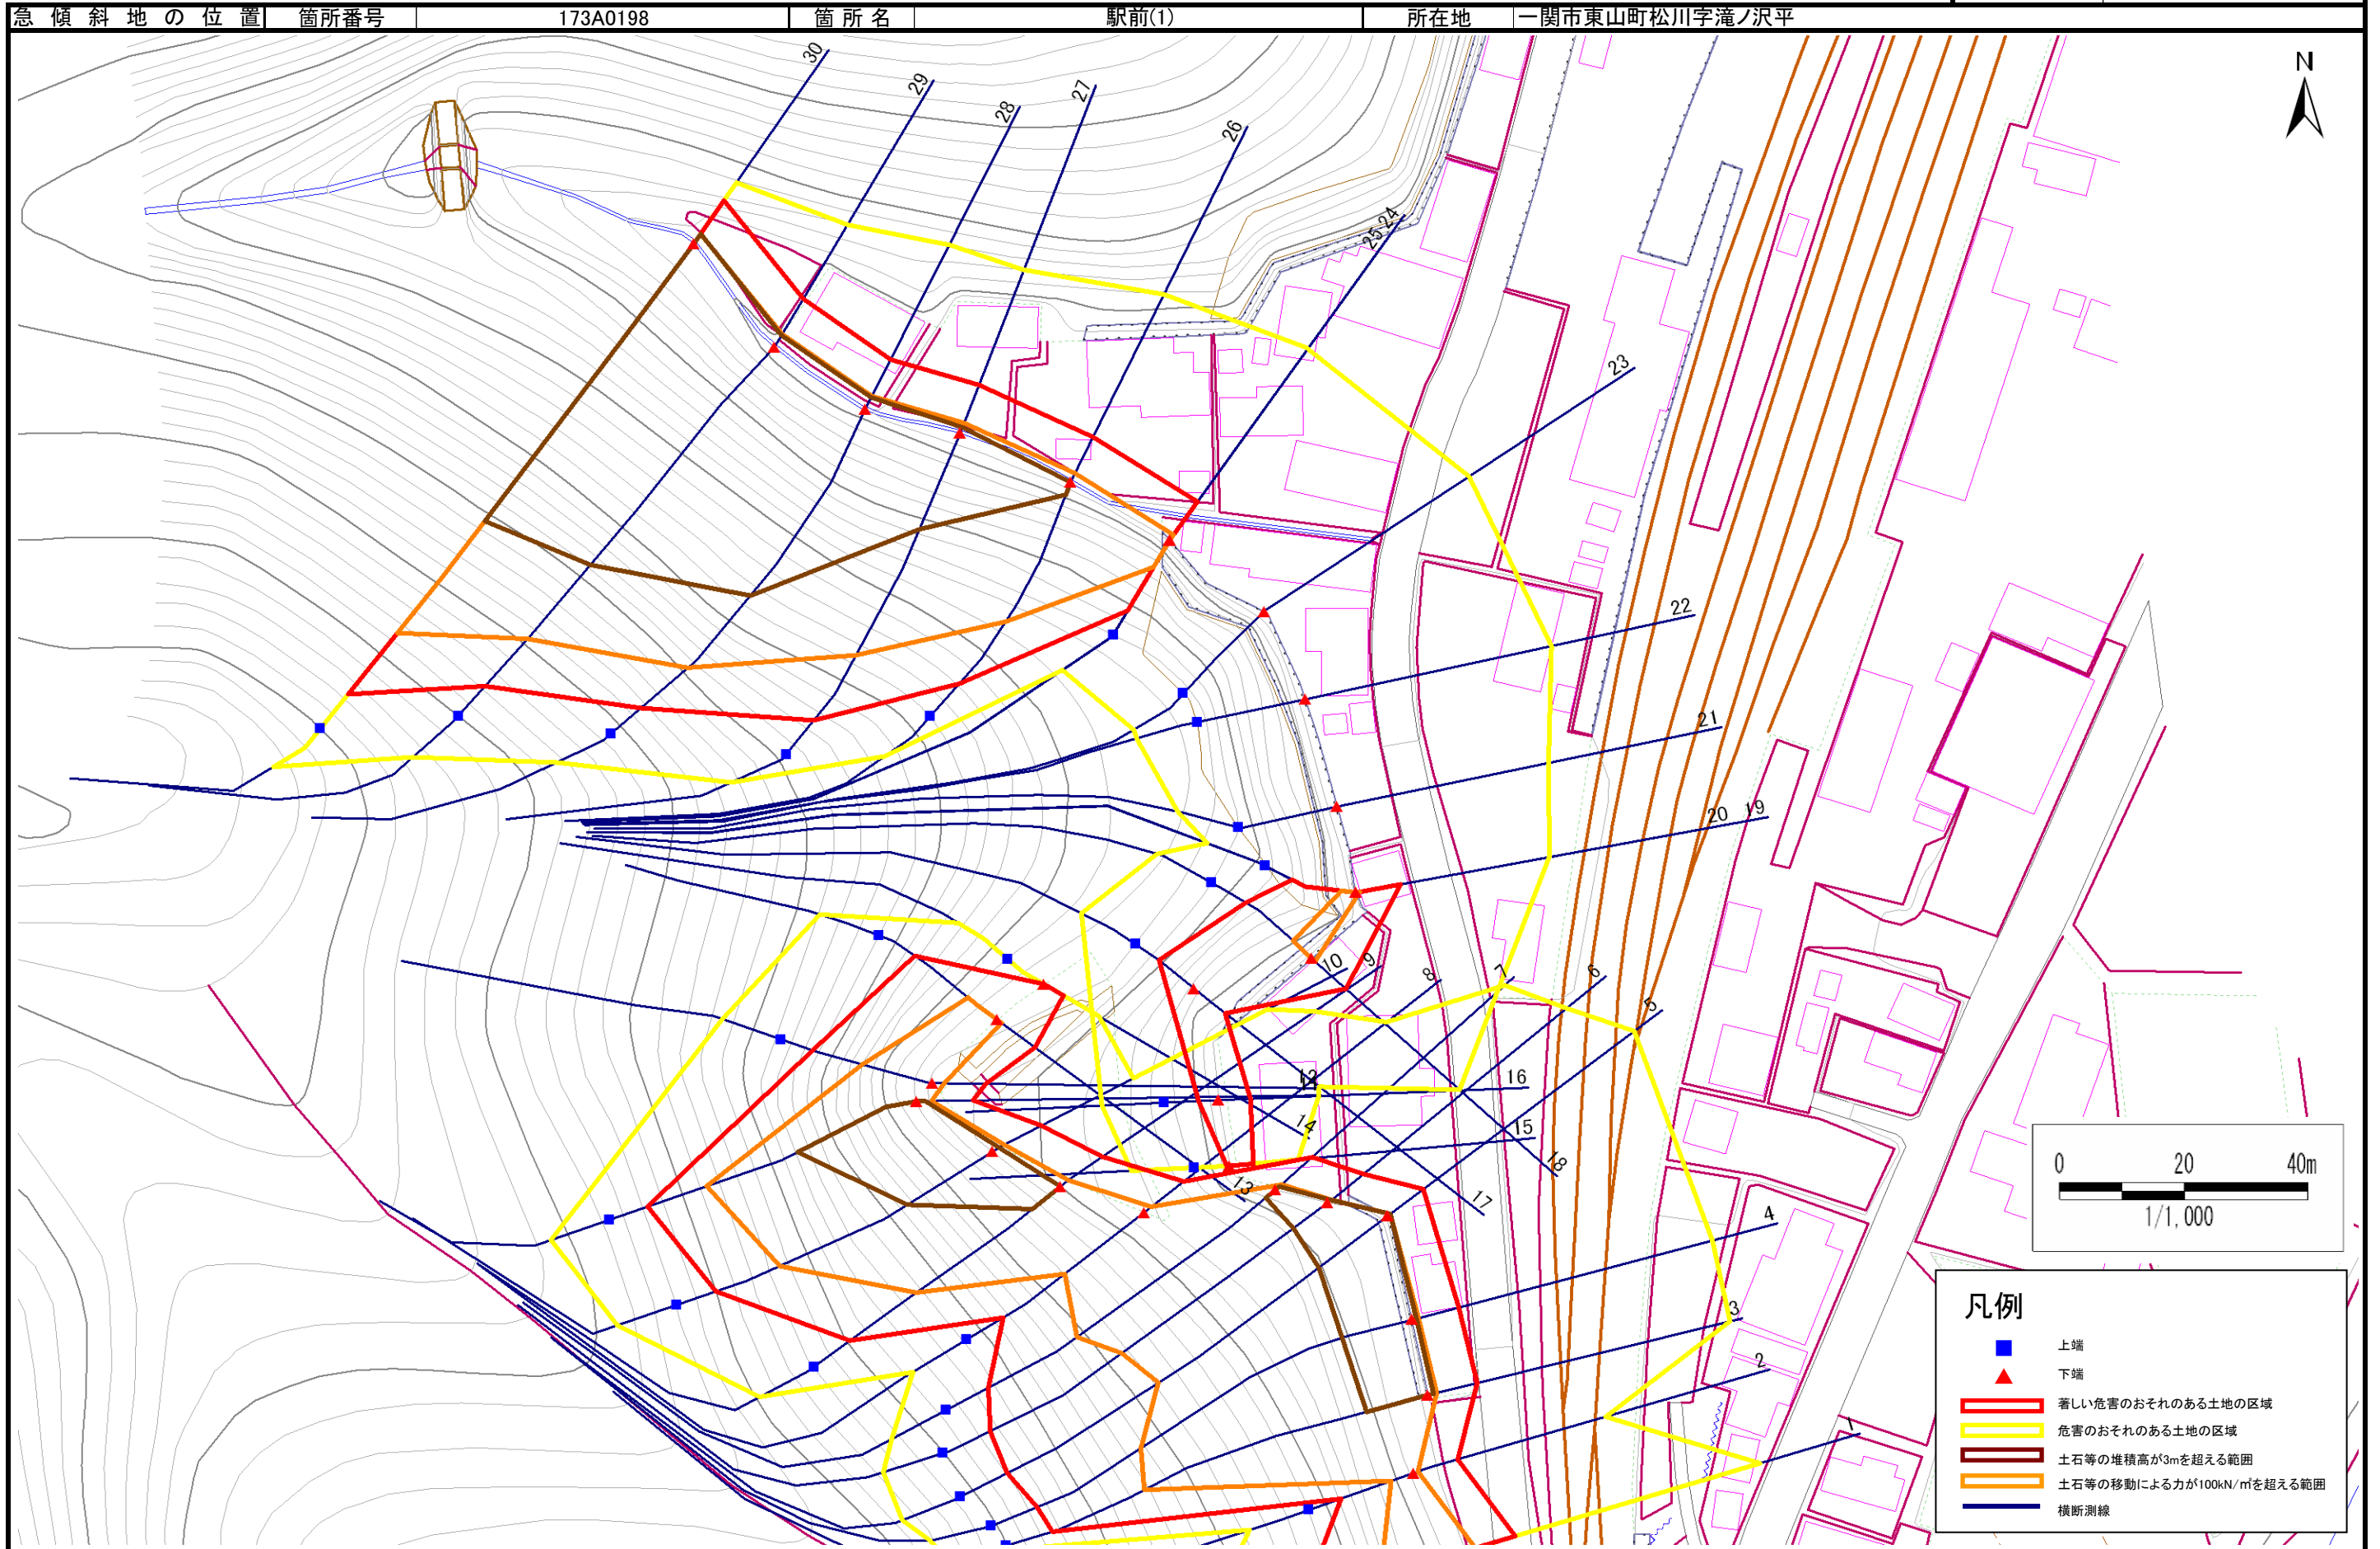 急傾斜地の位置 箇所番号 173A0198 箇所名 駅前(1) 所在地 一関市東山町松川字滝ノ沢平
N
30
29
28
27
26
25 24
23
22
21
20 19
10 9 8 7 6 5
12
16
14
15
18
13
17
4
3
2
1
0 20 40m
1/1,000
凡例
上端
下端
著しい危害のおそれのある土地の区域
危害のおそれのある土地の区域
土石等の堆積高が3mを超える範囲
土石等の移動による力が100kN/㎡を超える範囲
横断測線